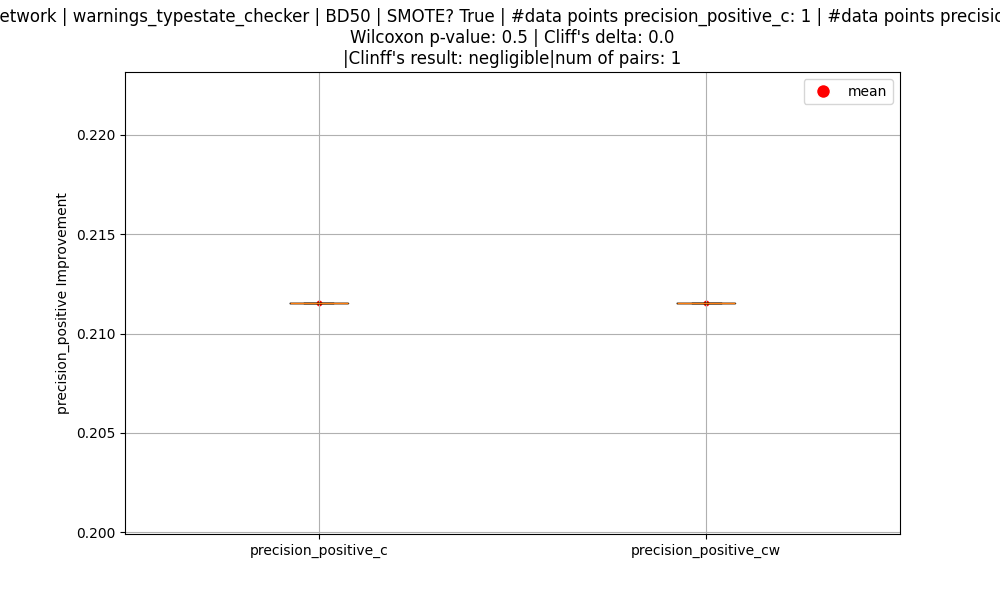 etwork | warnings_typestate_checker | BD50 | SMOTE? True | #data points precision_positive_c: 1 | #data points precisio
Wilcoxon p-value: 0.5 | Cliff's delta: 0.0
|Clinff's result: negligible|num of pairs: 1
mean
0.220
0.215
0.210
0.205
0.200
precision_positive Improvement
precision_positive_c
precision_positive_cw